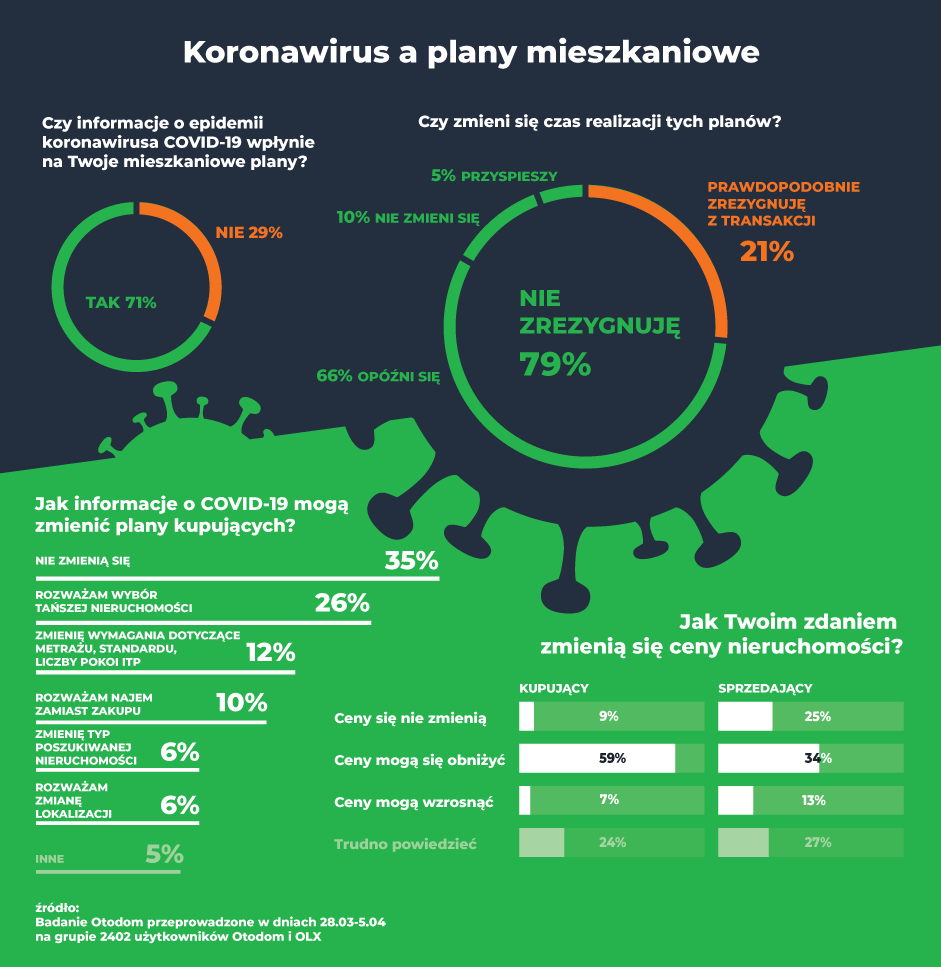 Koronawirus a plany mieszkaniowe
Czy informacje o epidemii
koronawirusa COVID-19 wpłynie
na Twoje mieszkaniowe plany?
NIE 29%
TAK 71%
Czy zmieni się czas realizacji tych planów?
5% PRZYSPIESZY
10% NIE ZMIENI SIĘ
66% OPÓŹNI SIĘ
PRAWDOPODOBNIE
ZREZYGNUJĘ
Z TRANSAKCJI
21%
NIE
ZREZYGNUJĘ
79%
Jak informacje o COVID-19 mogą
zmienić plany kupujących?
NIE ZMIENIĄ SIĘ 35%
ROZWAŻAM WYBÓR
TAŃSZEJ NIERUCHOMOŚCI 26%
ZMIENIĘ WYMAGANIA DOTYCZĄCE
METRAŻU, STANDARDU,
LICZBY POKOI ITP 12%
ROZWAŻAM NAJEM
ZAMIAST ZAKUPU 10%
ZMIENIĘ TYP
POSZUKIWANEJ
NIERUCHOMOŚCI 6%
ROZWAŻAM
ZMIANĘ
LOKALIZACJI 6%
INNE 5%
Jak Twoim zdaniem
zmienią się ceny nieruchomości?
KUPUJĄCY SPRZEDAJĄCY
Ceny się nie zmienią 9% 25%
Ceny mogą się obniżyć 59% 34%
Ceny mogą wzrosnąć 7% 13%
Trudno powiedzieć 24% 27%
źródło:
Badanie Otodom przeprowadzone w dniach 28.03-5.04
na grupie 2402 użytkowników Otodom i OLX